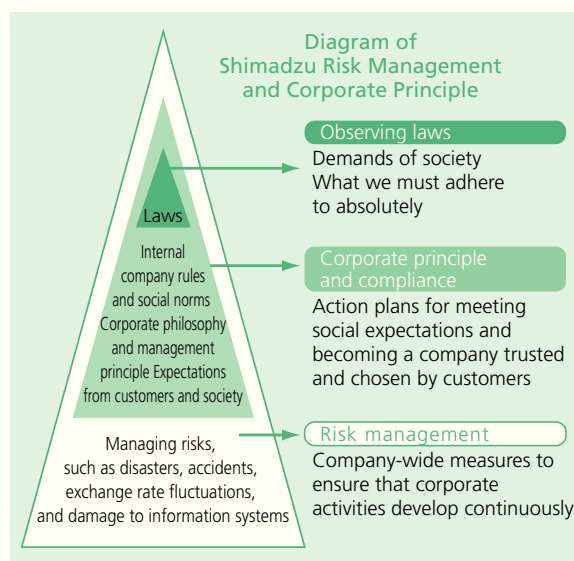 Diagram of
Shimadzu Risk Management
and Corporate Principle
Laws
Internal
company rules
and social norms
Corporate philosophy
and management
principle Expectations
from customers and society
Managing risks,
such as disasters, accidents,
exchange rate fluctuations,
and damage to information systems
Observing laws
Demands of society
What we must adhere
to absolutely
Corporate principle
and compliance
Action plans for meeting
social expectations and
becoming a company trusted
and chosen by customers
Risk management
Company-wide measures to
ensure that corporate
activities develop continuously